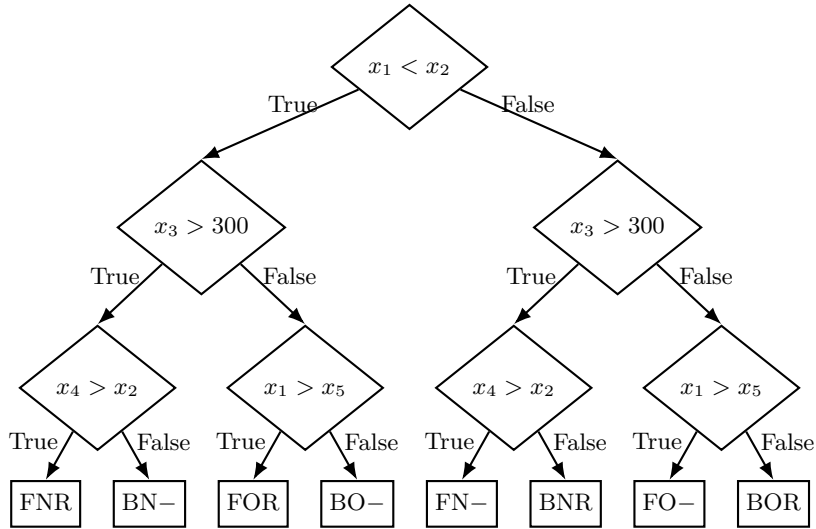 x₁ < x₂
True False
x₃ > 300 x₃ > 300
True False True False
x₄ > x₂ x₁ > x₅ x₄ > x₂ x₁ > x₅
True False True False True False True False
FNR BN− FOR BO− FN− BNR FO− BOR